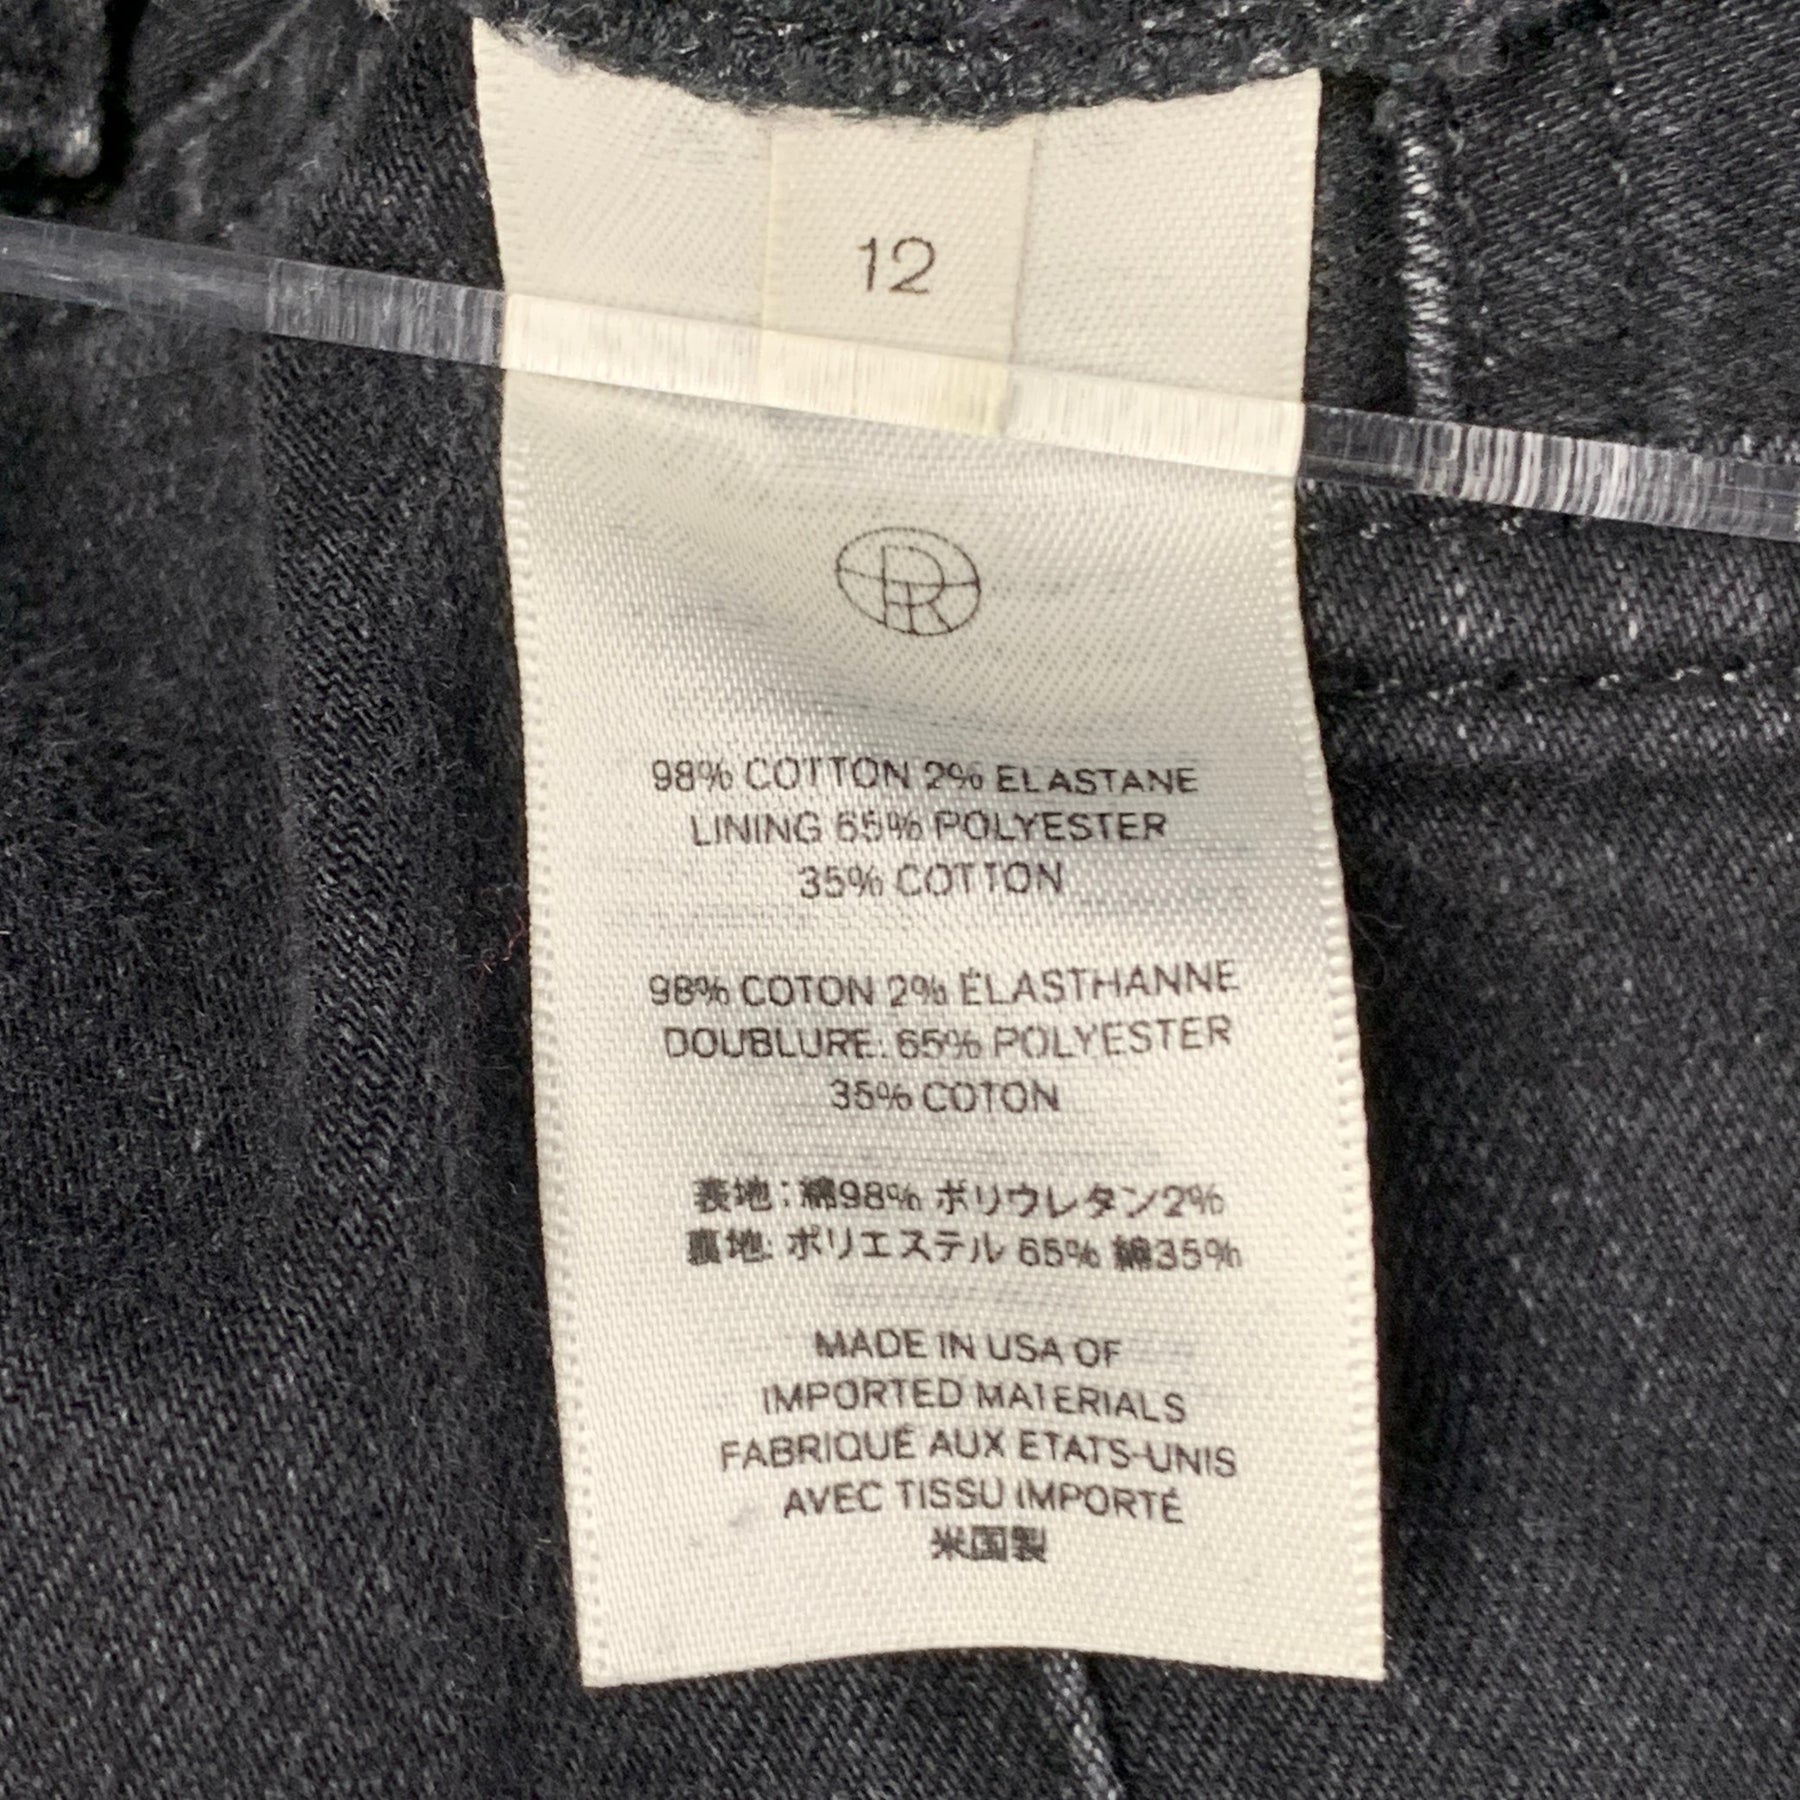 12
98% COTTON 2% ELASTANE
LINING 65% POLYESTER
35% COTTON
98% COTON 2% ÉLASTHANNE
DOUBLURE: 65% POLYESTER
35% COTON
表地: 綿98% ポリウレタン2%
裏地: ポリエステル 65% 綿35%
MADE IN USA OF
IMPORTED MATERIALS
FABRIQUÉ AUX ETATS-UNIS
AVEC TISSU IMPORTÉ
米国製